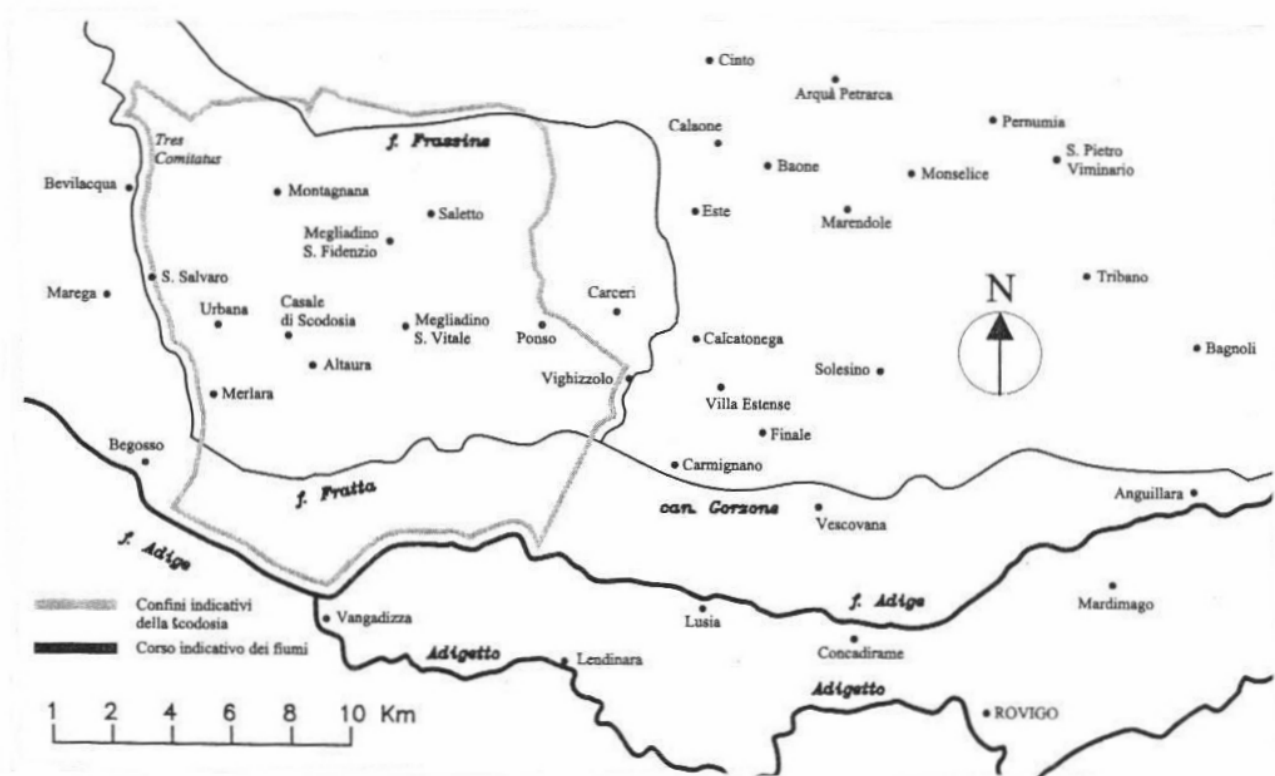 Cinto
Arquà Petrarca
Calaone
Pernumia
f. Frassine
Tres
Comitatus
S. Pietro
Viminario
Baone
Monselice
Bevilacqua
Montagnana
Saletto
Este
Marendole
Megliadino
S. Fidenzio
S. Salvaro
Tribano
Marega
Urbana
Casale
di Scodosia
Carceri
N
Megliadino
S. Vitale
Ponso
Calcatonega
Bagnoli
Altaura
Vighizzolo
Solesino
Merlara
Villa Estense
Finale
Begosso
Carmignano
f. Fratta
can. Gorzone
Anguillara
Vescovana
f. Adige
Confini indicativi
della Scodosia
Corso indicativo dei fiumi
Vangadizza
Lusia
f. Adige
Mardimago
Adigetto
Lendinara
Concadirame
Adigetto
ROVIGO
1 2 4 6 8 10 Km